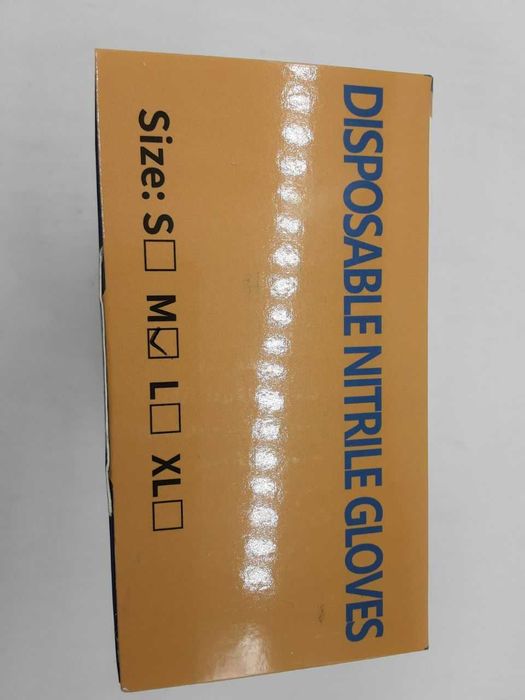 DISPOSABLE NITRILE GLOVES
Size: S☐ M☑ L☐ XL☐